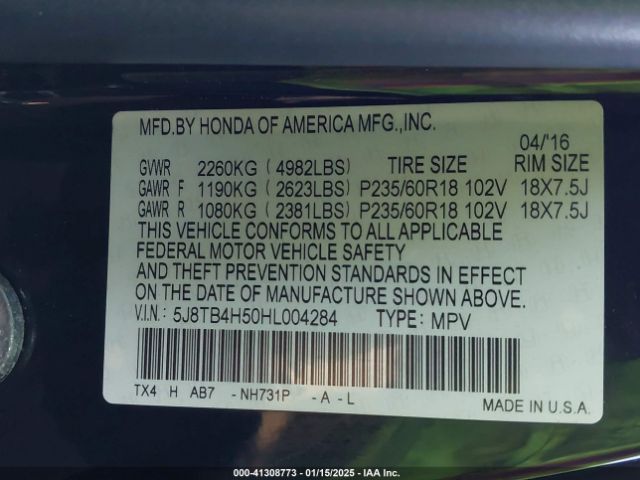 MFD.BY HONDA OF AMERICA MFG.,INC.
04/'16
GVWR 2260KG (4982LBS) TIRE SIZE RIM SIZE
GAWR F 1190KG (2623LBS) P235/60R18 102V 18X7.5J
GAWR R 1080KG (2381LBS) P235/60R18 102V 18X7.5J
THIS VEHICLE CONFORMS TO ALL APPLICABLE
FEDERAL MOTOR VEHICLE SAFETY
AND THEFT PREVENTION STANDARDS IN EFFECT
ON THE DATE OF MANUFACTURE SHOWN ABOVE.
V.I.N.: 5J8TB4H50HL004284 TYPE: MPV
TX4 H AB7 - NH731P - A - L
MADE IN U.S.A.
000-41308773 - 01/15/2025 - IAA Inc.